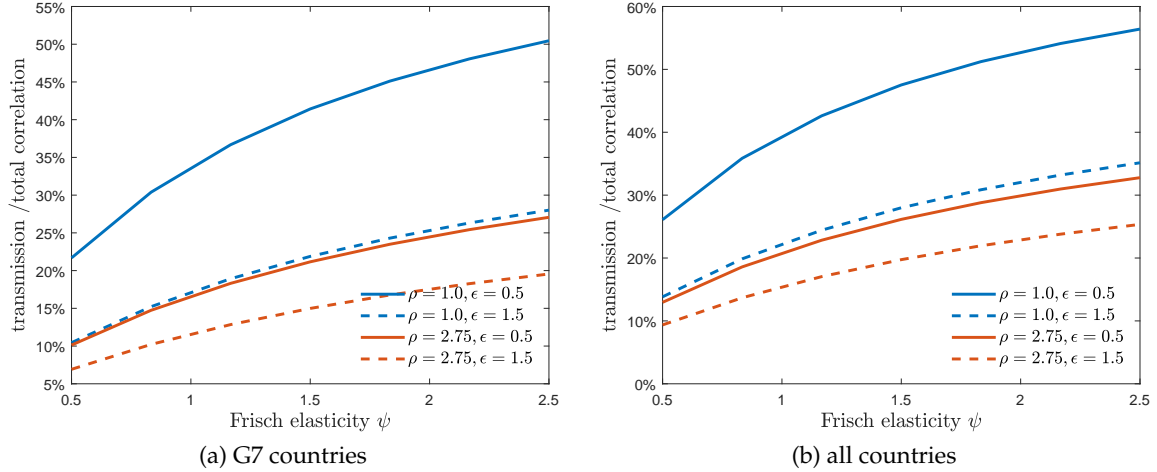 55%
50%
45%
40%
35%
30%
25%
20%
15%
10%
5%
transmission /total correlation
ρ = 1.0, ϵ = 0.5
ρ = 1.0, ϵ = 1.5
ρ = 2.75, ϵ = 0.5
ρ = 2.75, ϵ = 1.5
0.5 1 1.5 2 2.5
Frisch elasticity ψ
(a) G7 countries
60%
50%
40%
30%
20%
10%
0%
transmission /total correlation
ρ = 1.0, ϵ = 0.5
ρ = 1.0, ϵ = 1.5
ρ = 2.75, ϵ = 0.5
ρ = 2.75, ϵ = 1.5
0.5 1 1.5 2 2.5
Frisch elasticity ψ
(b) all countries